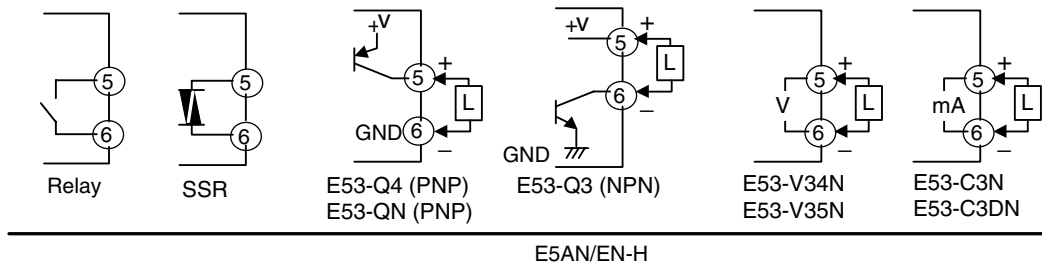 +V
+V
5
6
5
6
GND
5
6
+
L
–
GND
5
6
+
L
–
V
5
6
+
L
–
mA
5
6
+
L
–
Relay
SSR
E53-Q4 (PNP)
E53-QN (PNP)
E53-Q3 (NPN)
E53-V34N
E53-V35N
E53-C3N
E53-C3DN
E5AN/EN-H